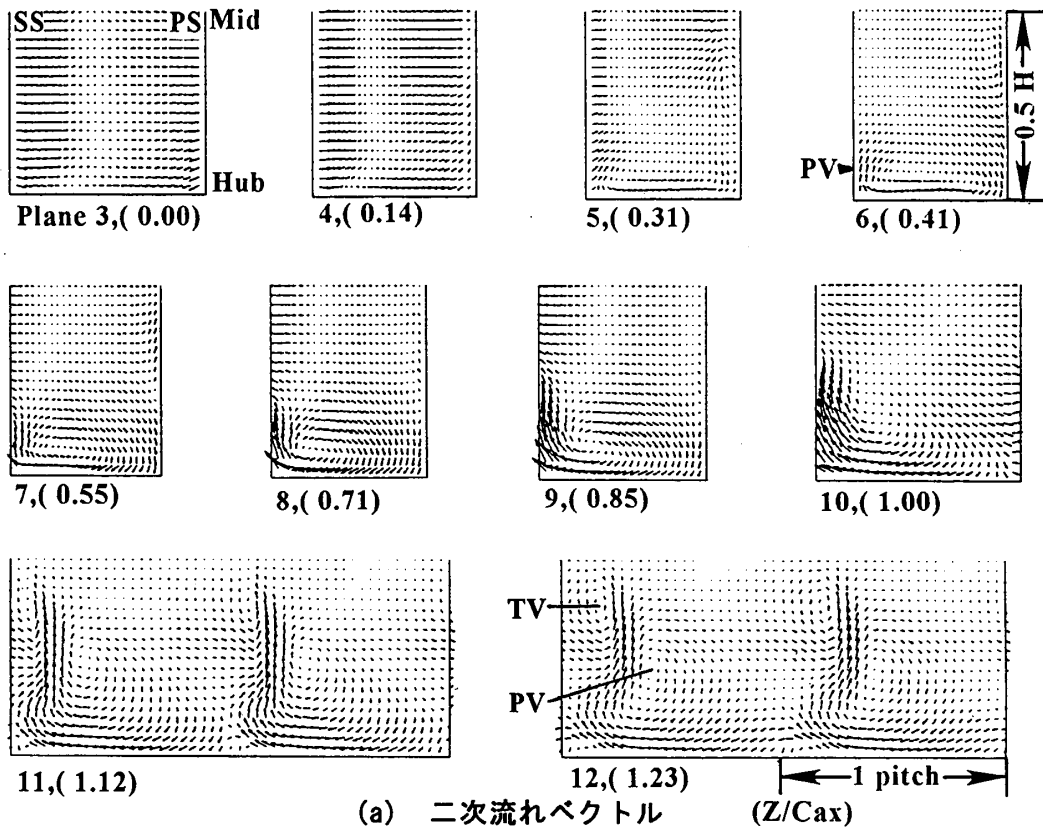 SS PS Mid
Hub
Plane 3,( 0.00)
4,( 0.14)
5,( 0.31)
PV
0.5 H
6,( 0.41)
7,( 0.55)
8,( 0.71)
9,( 0.85)
10,( 1.00)
TV
PV
11,( 1.12)
12,( 1.23)
1 pitch
(a) 二次流れベクトル (Z/Cax)